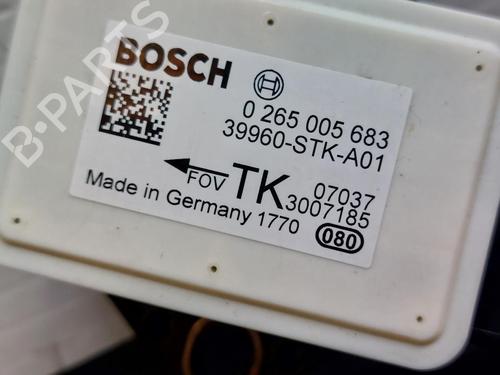 BOSCH
0 265 005 683
39960-STK-A01
FOV TK 07037
3007185
Made in Germany 1770
080
B-PARTS